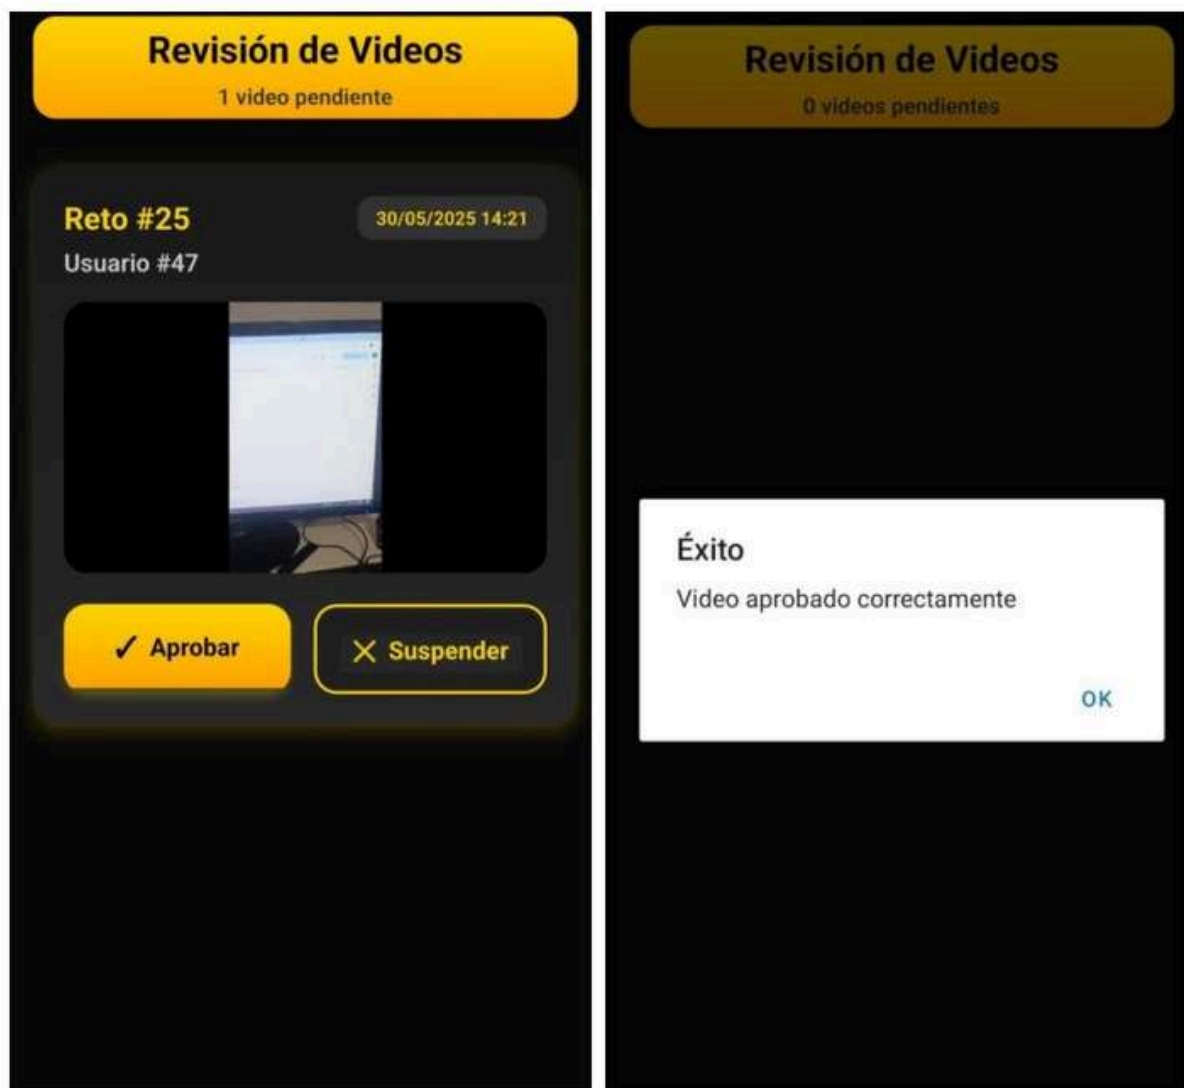 Revisión de Videos
1 video pendiente
Reto #25
30/05/2025 14:21
Usuario #47
✓ Aprobar
✕ Suspender
Revisión de Videos
0 videos pendientes
Éxito
Video aprobado correctamente
OK